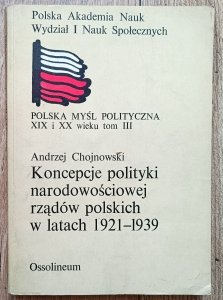 Polska Akademia Nauk
Wydział I Nauk Społecznych
POLSKA MYŚL POLITYCZNA
XIX i XX wieku tom III
Andrzej Chojnowski
Koncepcje polityki
narodowościowej
rządów polskich
w latach 1921–1939
Ossolineum